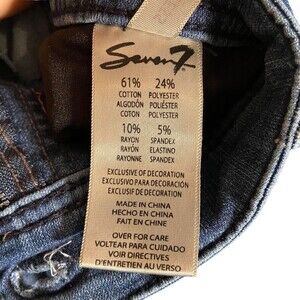 Seven7
61% 24%
COTTON POLYESTER
ALGODÓN POLIÉSTER
COTON POLYESTER
10% 5%
RAYON SPANDEX
RAYÓN ELASTINO
RAYONNE SPANDEX
EXCLUSIVE OF DECORATION
EXCLUSIVO PARA DECORACIÓN
EXCLUSIF DE DÉCORATION
MADE IN CHINA
HECHO EN CHINA
FAIT EN CHINE
OVER FOR CARE
VOLTEAR PARA CUIDADO
VOIR DIRECTIVES
D'ENTRETIEN AU VERSO